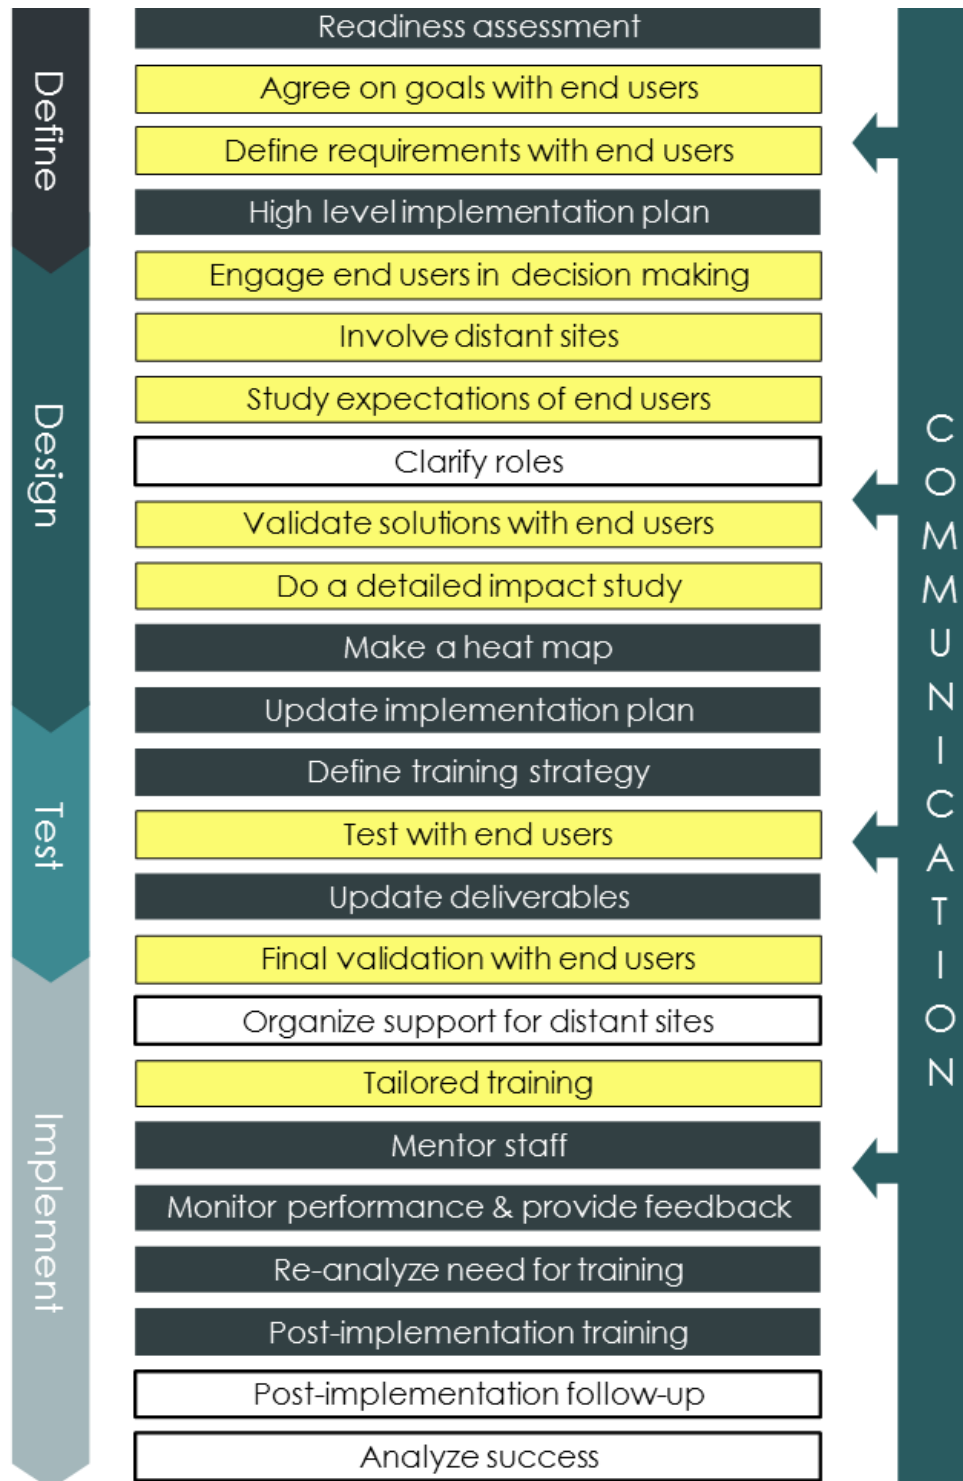 Define
Design
Test
Implement
Readiness assessment
Agree on goals with end users
Define requirements with end users
High level implementation plan
Engage end users in decision making
Involve distant sites
Study expectations of end users
Clarify roles
Validate solutions with end users
Do a detailed impact study
Make a heat map
Update implementation plan
Define training strategy
Test with end users
Update deliverables
Final validation with end users
Organize support for distant sites
Tailored training
Mentor staff
Monitor performance & provide feedback
Re-analyze need for training
Post-implementation training
Post-implementation follow-up
Analyze success
COMMUNICATION